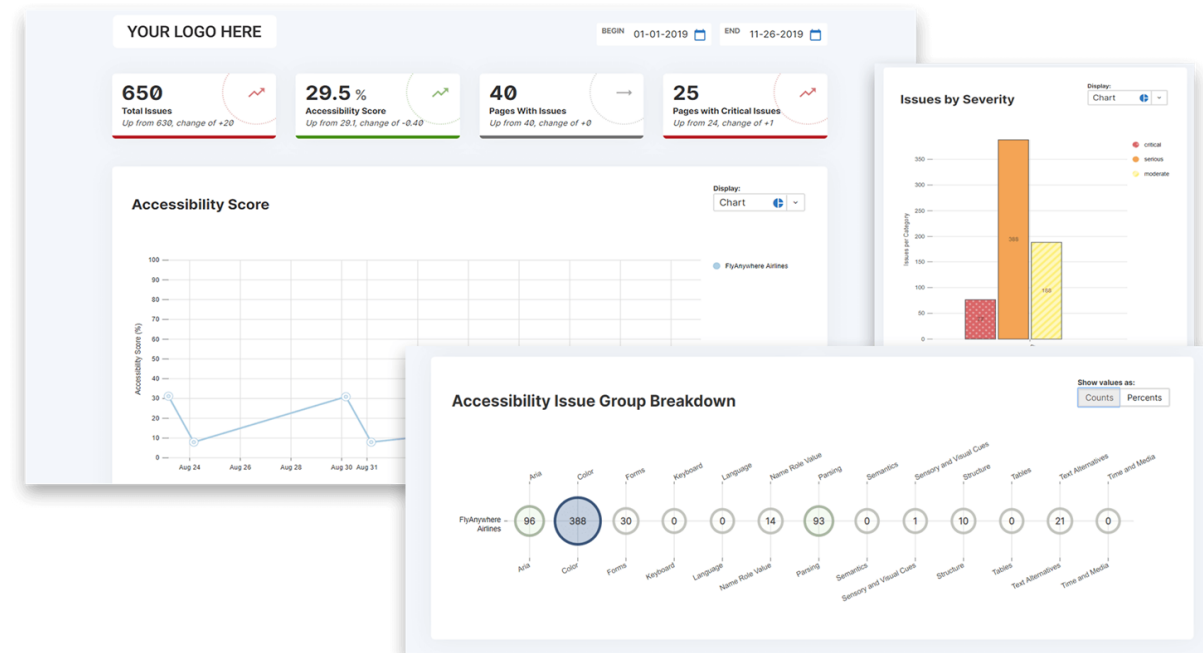 YOUR LOGO HERE
BEGIN 01-01-2019
END 11-26-2019
650
Total Issues
Up from 630, change of +20
29.5 %
Accessibility Score
Up from 29.1, change of -0.40
40
Pages With Issues
Up from 40, change of +0
25
Pages with Critical Issues
Up from 24, change of +1
Accessibility Score
Display:
Chart
100
90
80
70
60
50
40
30
20
10
0
Accessibility Score (%)
Aug 24 Aug 26 Aug 28 Aug 30 Aug 31
FlyAnywhere Airlines
Issues by Severity
Display:
Chart
critical
serious
moderate
350
300
250
200
150
100
50
0
Issues per Category
Accessibility Issue Group Breakdown
Show values as:
Counts Percents
Aria Color Forms Keyboard Language Name Role Value Parsing Semantics Sensory and Visual Cues Structure Tables Text Alternatives Time and Media
FlyAnywhere
Airlines
96 388 30 0 0 14 93 0 1 10 0 21 0
Aria Color Forms Keyboard Language Name Role Value Parsing Semantics Sensory and Visual Cues Structure Tables Text Alternatives Time and Media